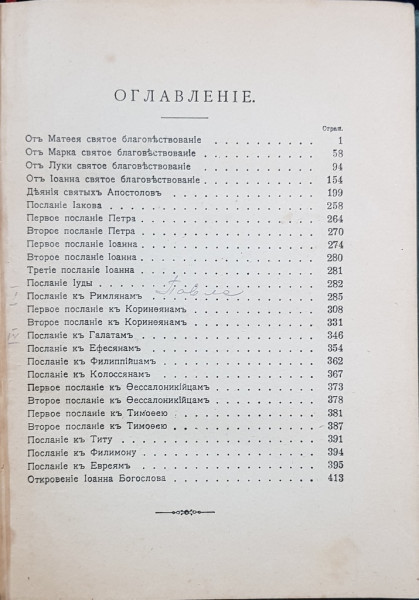 ОГЛАВЛЕНІЕ.
Стран.
Отъ Матѳея святое благовѣствованіе . . . . . . . . . . 1
Отъ Марка святое благовѣствованіе . . . . . . . . . . 58
Отъ Луки святое благовѣствованіе . . . . . . . . . . 94
Отъ Іоанна святое благовѣствованіе . . . . . . . . . . 154
Дѣянія святыхъ Апостоловъ . . . . . . . . . . 199
Посланіе Іакова . . . . . . . . . . 258
Первое посланіе Петра . . . . . . . . . . 264
Второе посланіе Петра . . . . . . . . . . 270
Первое посланіе Іоанна . . . . . . . . . . 274
Второе посланіе Іоанна . . . . . . . . . . 280
Третіе посланіе Іоанна . . . . . . . . . . 281
Посланіе Іуды . . . . . . . . . . 282
Павла
Посланіе къ Римлянамъ . . . . . . . . . . 285
Первое посланіе къ Коринѳянамъ . . . . . . . . . . 308
Второе посланіе къ Коринѳянамъ . . . . . . . . . . 331
Посланіе къ Галатамъ . . . . . . . . . . 346
Посланіе къ Ефесянамъ . . . . . . . . . . 354
Посланіе къ Филиппійцамъ . . . . . . . . . . 362
Посланіе къ Колоссянамъ . . . . . . . . . . 367
Первое посланіе къ Ѳессалоникійцамъ . . . . . . . . . . 373
Второе посланіе къ Ѳессалоникійцамъ . . . . . . . . . . 378
Первое посланіе къ Тимоѳею . . . . . . . . . . 381
Второе посланіе къ Тимоѳею . . . . . . . . . . 387
Посланіе къ Титу . . . . . . . . . . 391
Посланіе къ Филимону . . . . . . . . . . 394
Посланіе къ Евреямъ . . . . . . . . . . 395
Откровеніе Іоанна Богослова . . . . . . . . . . 413